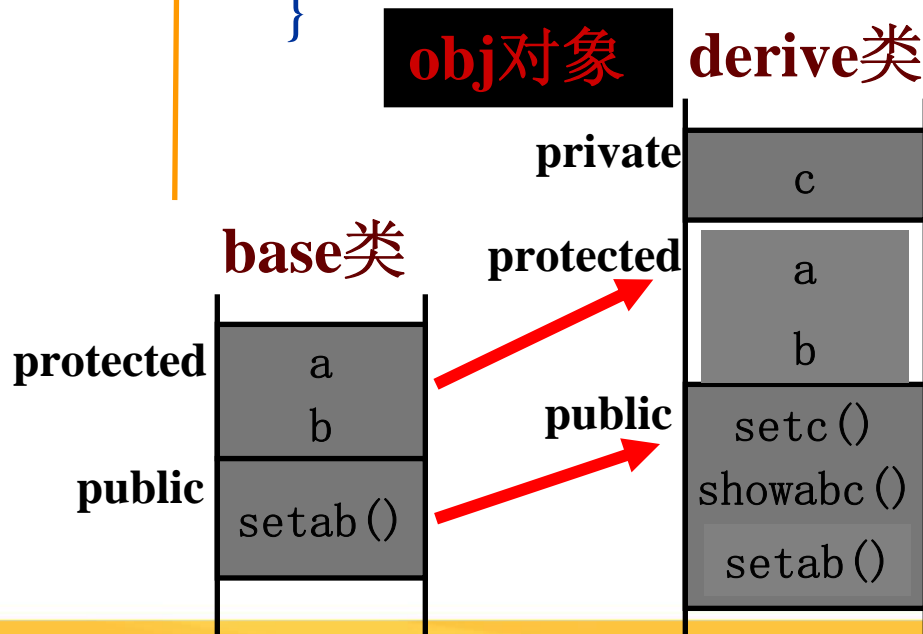 }
obj对象
derive类
private
c
base类
protected
a
b
protected
a
b
public
setc()
showabc()
setab()
public
setab()